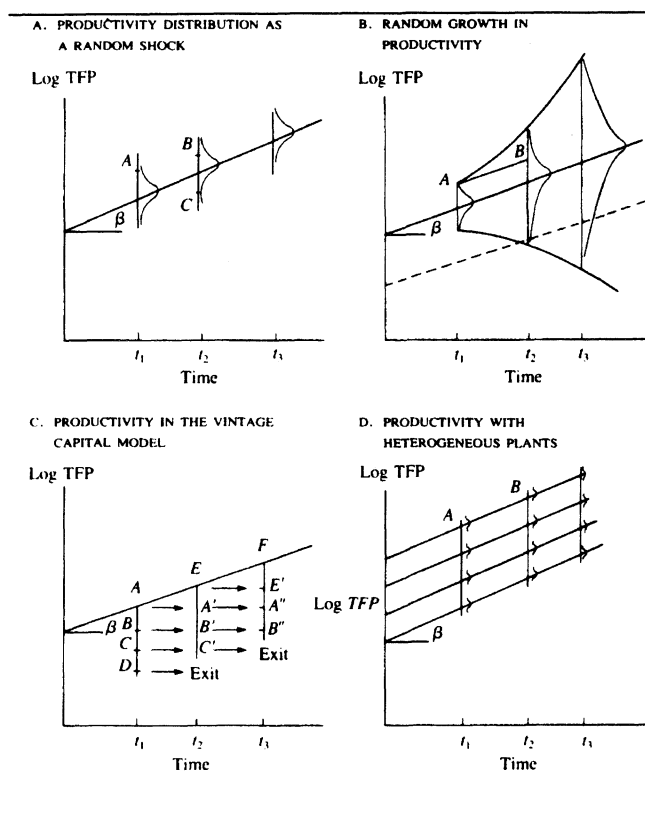 A. PRODUCTIVITY DISTRIBUTION AS
A RANDOM SHOCK
Log TFP
A
B
C
β
t₁ t₂ t₃
Time
B. RANDOM GROWTH IN
PRODUCTIVITY
Log TFP
A
B
β
t₁ t₂ t₃
Time
C. PRODUCTIVITY IN THE VINTAGE
CAPITAL MODEL
Log TFP
F
E
A
E'
A' A"
β B B' B"
C C' Exit
D Exit
t₁ t₂ t₃
Time
D. PRODUCTIVITY WITH
HETEROGENEOUS PLANTS
Log TFP
B
A
Log TFP
β
t₁ t₂ t₃
Time